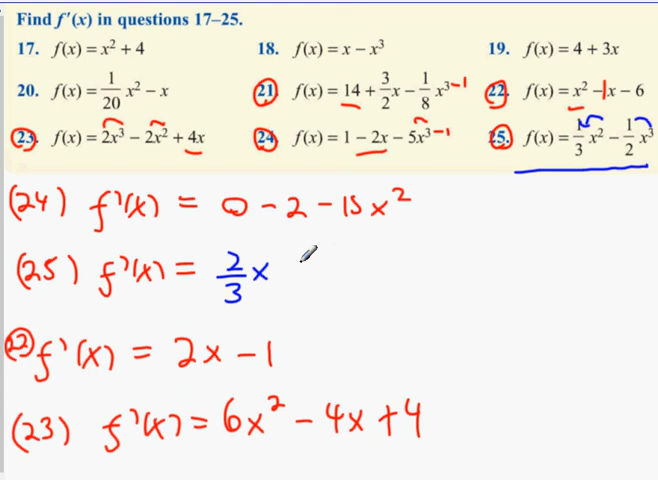 Find f′(x) in questions 17–25.
17. f(x) = x² + 4 18. f(x) = x − x³ 19. f(x) = 4 + 3x
20. f(x) = 1/20 x² − x 21. f(x) = 14 + 3/2 x − 1/8 x³ −1 22. f(x) = x² − 1x − 6
23. f(x) = 2x³ − 2x² + 4x 24. f(x) = 1 − 2x − 5x³ −1 25. f(x) = 1/3 x² − 1/2 x³
(24) f'(x) = 0 − 2 − 15x²
(25) f'(x) = 2/3 x
22 f'(x) = 2x − 1
(23) f'(x) = 6x² − 4x + 4